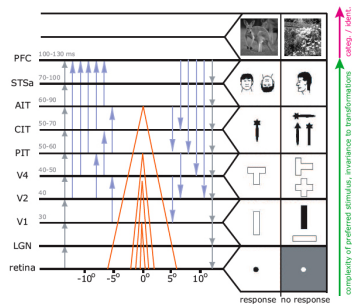 PFC 100-130 ms
STSa 70-100
AIT 60-90
CIT 50-70
PIT 50-60
V4 40-50
V2 40
V1 30
LGN
retina 30
-10° -5° 0° 5° 10°
response no response
categ. / ident.
complexity of preferred stimulus, invariance to transformations